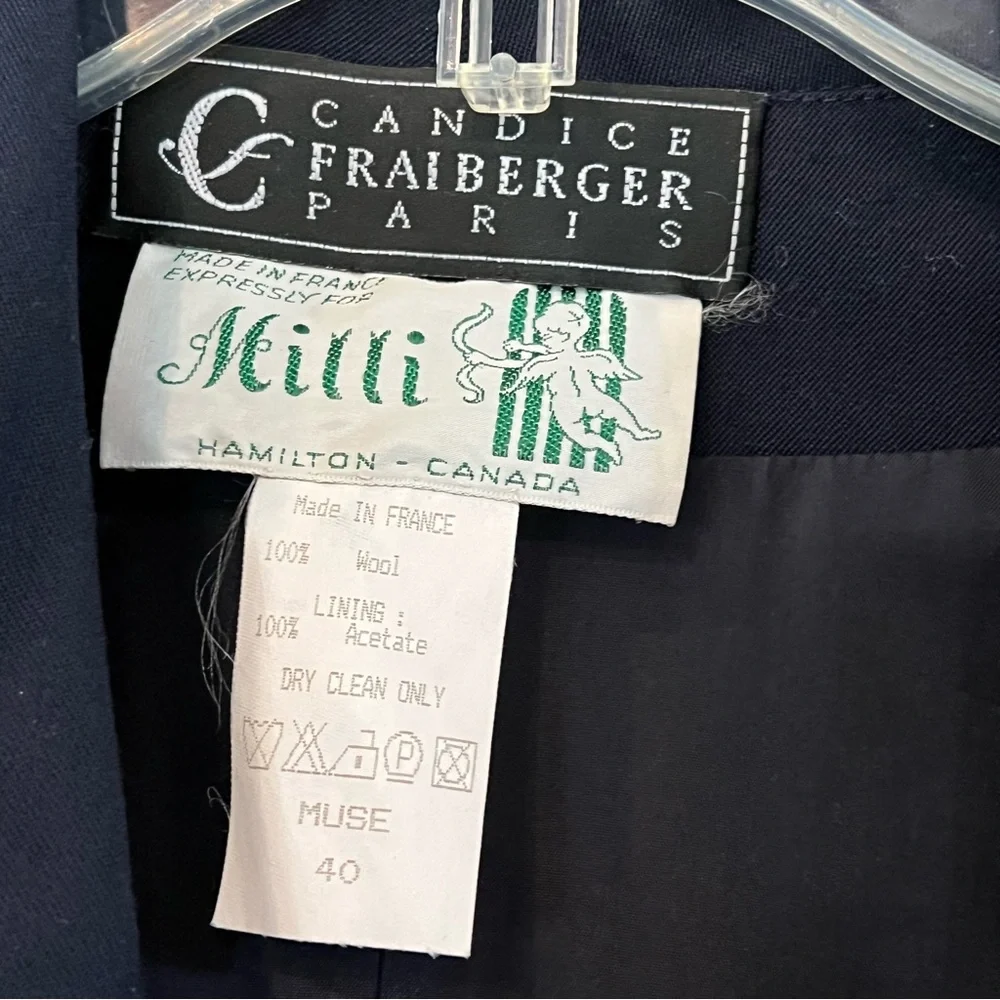 CANDICE
FRAIBERGER
PARIS
MADE IN FRANCE
EXPRESSLY FOR
Milli
HAMILTON - CANADA
Made IN FRANCE
100% Wool
LINING :
100% Acetate
DRY CLEAN ONLY
P
MUSE
40